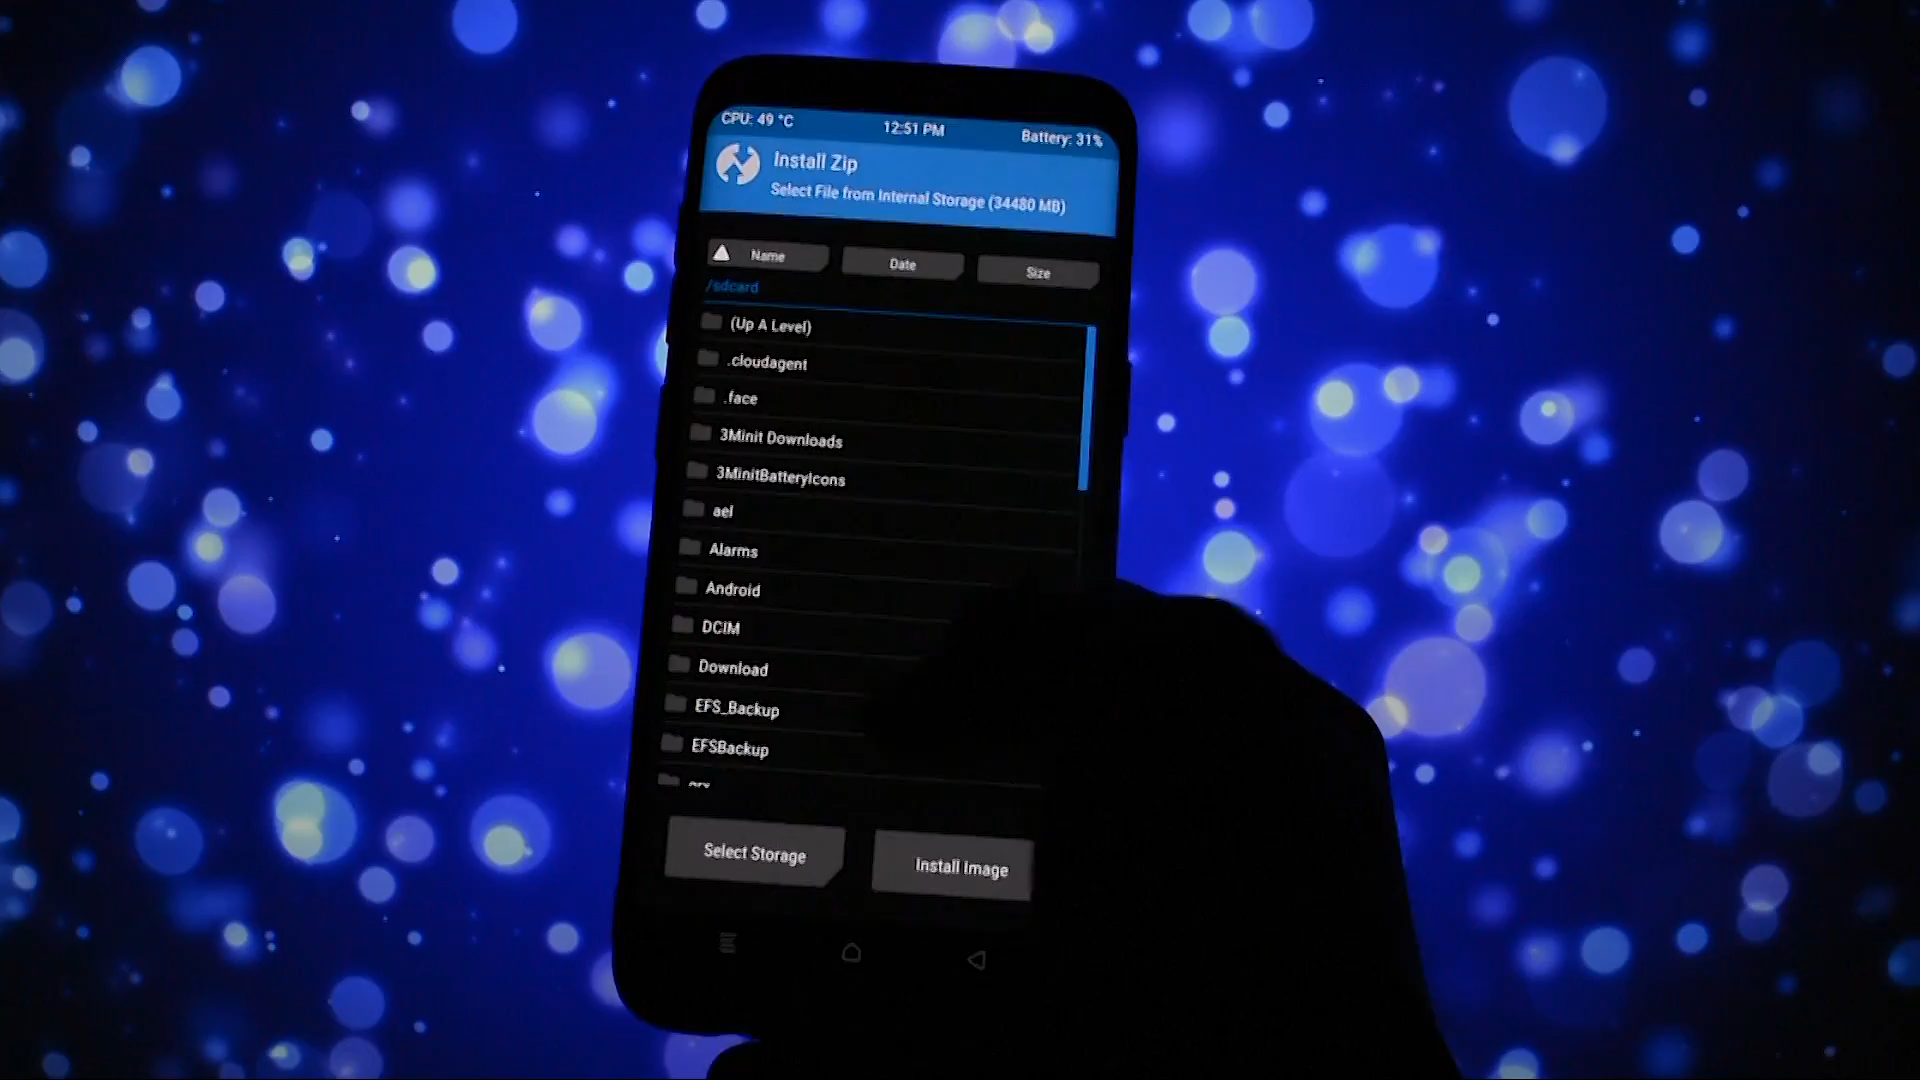 CPU: 49 °C 12:51 PM Battery: 31%
Install Zip
Select File from Internal Storage (34480 MB)
Name Date Size
/sdcard
(Up A Level)
.cloudagent
.face
3Minit Downloads
3MinitBatteryIcons
ael
Alarms
Android
DCIM
Download
EFS_Backup
EFSBackup
Select Storage Install Image